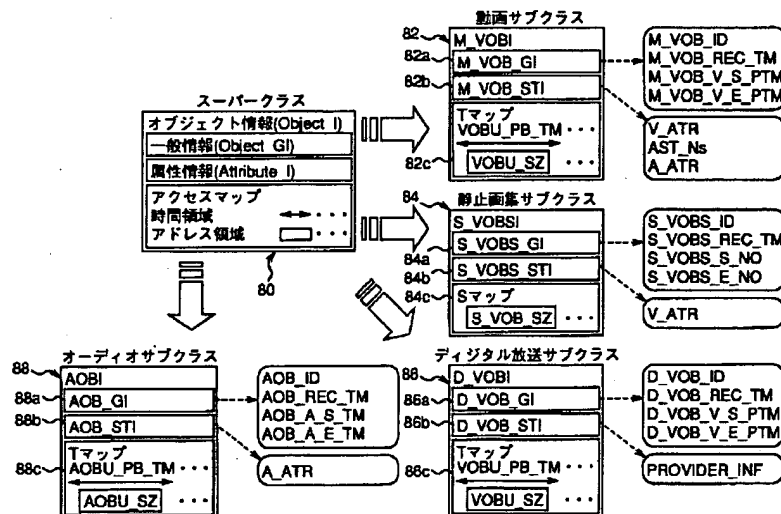 スーパークラス
オブジェクト情報(Object_I)
一般情報(Object_GI)
属性情報(Attribute_I)
アクセスマップ
時間領域 ・・・
アドレス領域 ・・・
80
動画サブクラス
82
M_VOBI
82a
M_VOB_GI
82b
M_VOB_STI
Tマップ
VOBU_PB_TM ・・・
82c
VOBU_SZ ・・・
M_VOB_ID
M_VOB_REC_TM
M_VOB_V_S_PTM
M_VOB_V_E_PTM
V_ATR
AST_Ns
A_ATR
静止画集サブクラス
84
S_VOBSI
84a
S_VOBS_GI
84b
S_VOBS_STI
84c
Sマップ
S_VOB_SZ ・・・
S_VOBS_ID
S_VOBS_REC_TM
S_VOBS_S_NO
S_VOBS_E_NO
V_ATR
オーディオサブクラス
88
AOBI
88a
AOB_GI
88b
AOB_STI
88c
Tマップ
AOBU_PB_TM ・・・
AOBU_SZ ・・・
AOB_ID
AOB_REC_TM
AOB_A_S_TM
AOB_A_E_TM
A_ATR
ディジタル放送サブクラス
88
D_VOBI
86a
D_VOB_GI
86b
D_VOB_STI
86c
Tマップ
VOBU_PB_TM ・・・
VOBU_SZ ・・・
D_VOB_ID
D_VOB_REC_TM
D_VOB_V_S_PTM
D_VOB_V_E_PTM
PROVIDER_INF